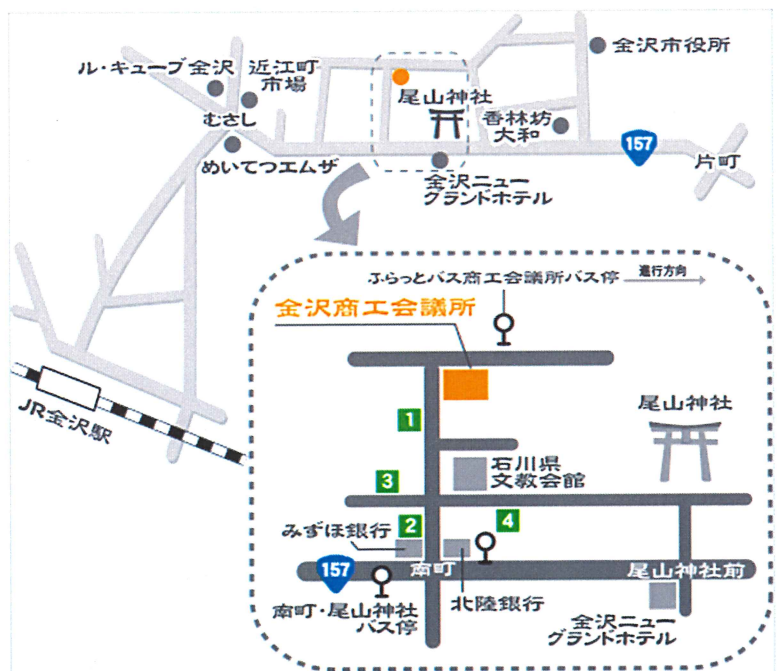 金沢市役所
ル・キューブ金沢
近江町
市場
尾山神社
むさし
香林坊
大和
めいてつエムザ
157
片町
金沢ニュー
グランドホテル
ふらっとバス商工会議所バス停
進行方向
金沢商工会議所
JR金沢駅
尾山神社
1
石川県
文教会館
3
みずほ銀行
2
4
157
南町
尾山神社前
南町・尾山神社
バス停
北陸銀行
金沢ニュー
グランドホテル